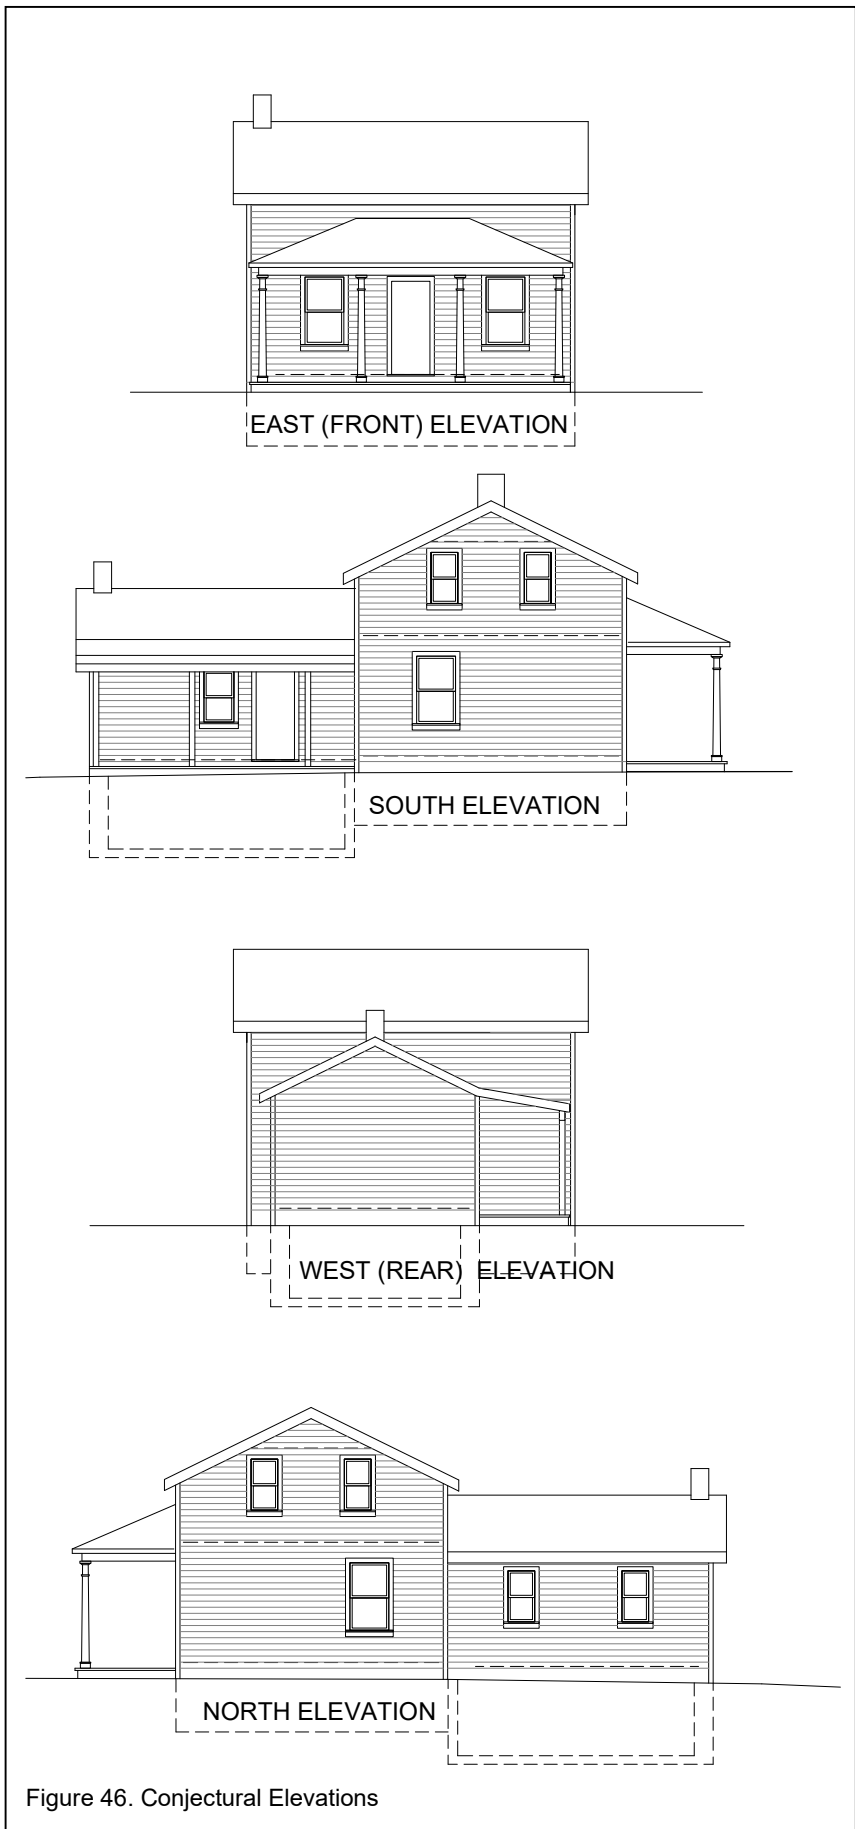 EAST (FRONT) ELEVATION
SOUTH ELEVATION
WEST (REAR) ELEVATION
NORTH ELEVATION
Figure 46. Conjectural Elevations